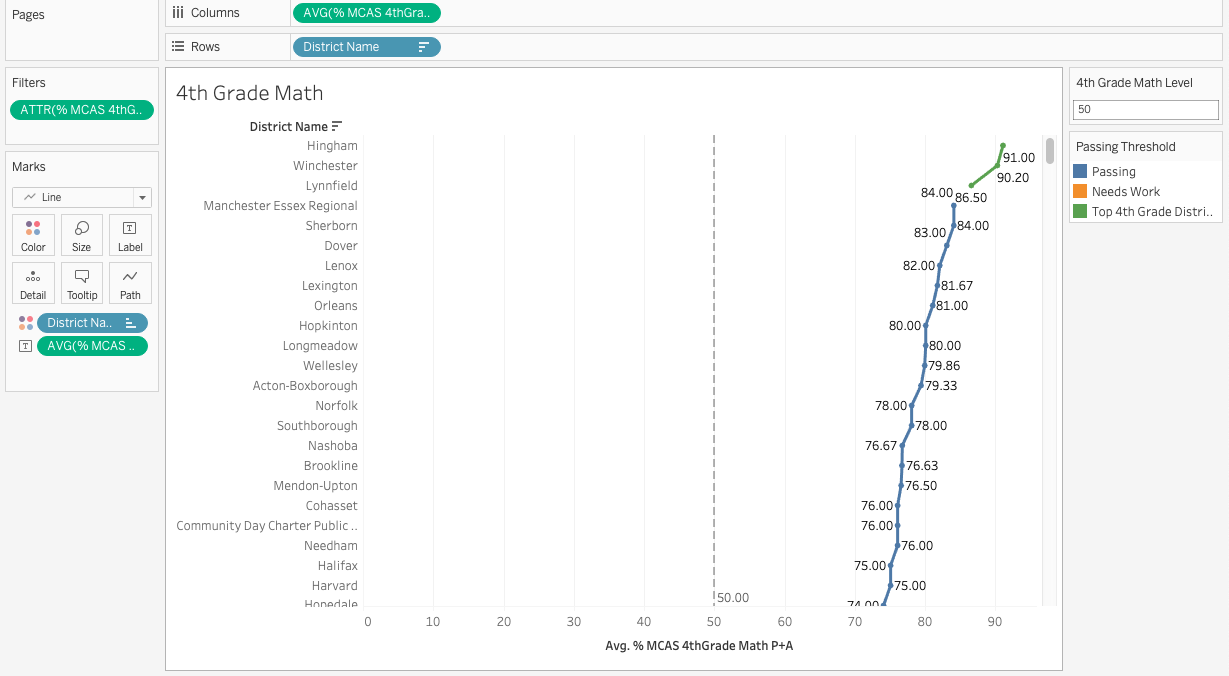 Pages
Columns
AVG(% MCAS 4thGra..
Rows
District Name
Filters
ATTR(% MCAS 4thG..
Marks
Line
Color
Size
Label
Detail
Tooltip
Path
District Na..
AVG(% MCAS ..
4th Grade Math
District Name
Hingham
91.00
Winchester
90.20
Lynnfield
86.50
Manchester Essex Regional
84.00
Sherborn
84.00
Dover
83.00
Lenox
82.00
Lexington
81.67
Orleans
81.00
Hopkinton
80.00
Longmeadow
80.00
Wellesley
79.86
Acton-Boxborough
79.33
Norfolk
78.00
Southborough
78.00
Nashoba
76.67
Brookline
76.63
Mendon-Upton
76.50
Cohasset
76.00
Community Day Charter Public ..
76.00
Needham
76.00
Halifax
75.00
Harvard
75.00
Hopedale
74.00
50.00
0 10 20 30 40 50 60 70 80 90
Avg. % MCAS 4thGrade Math P+A
4th Grade Math Level
50
Passing Threshold
Passing
Needs Work
Top 4th Grade Distri..